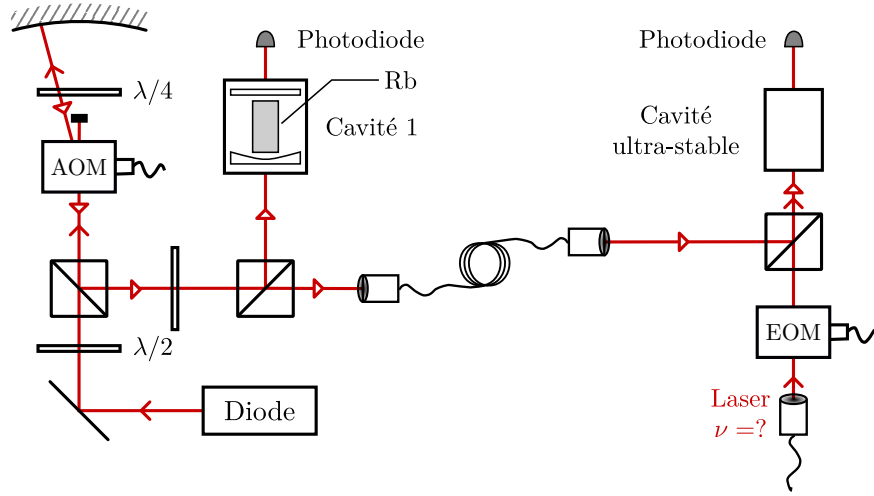 Photodiode
Photodiode
λ/4
Rb
Cavité 1
Cavité
ultra-stable
AOM
EOM
λ/2
Diode
Laser
ν =?